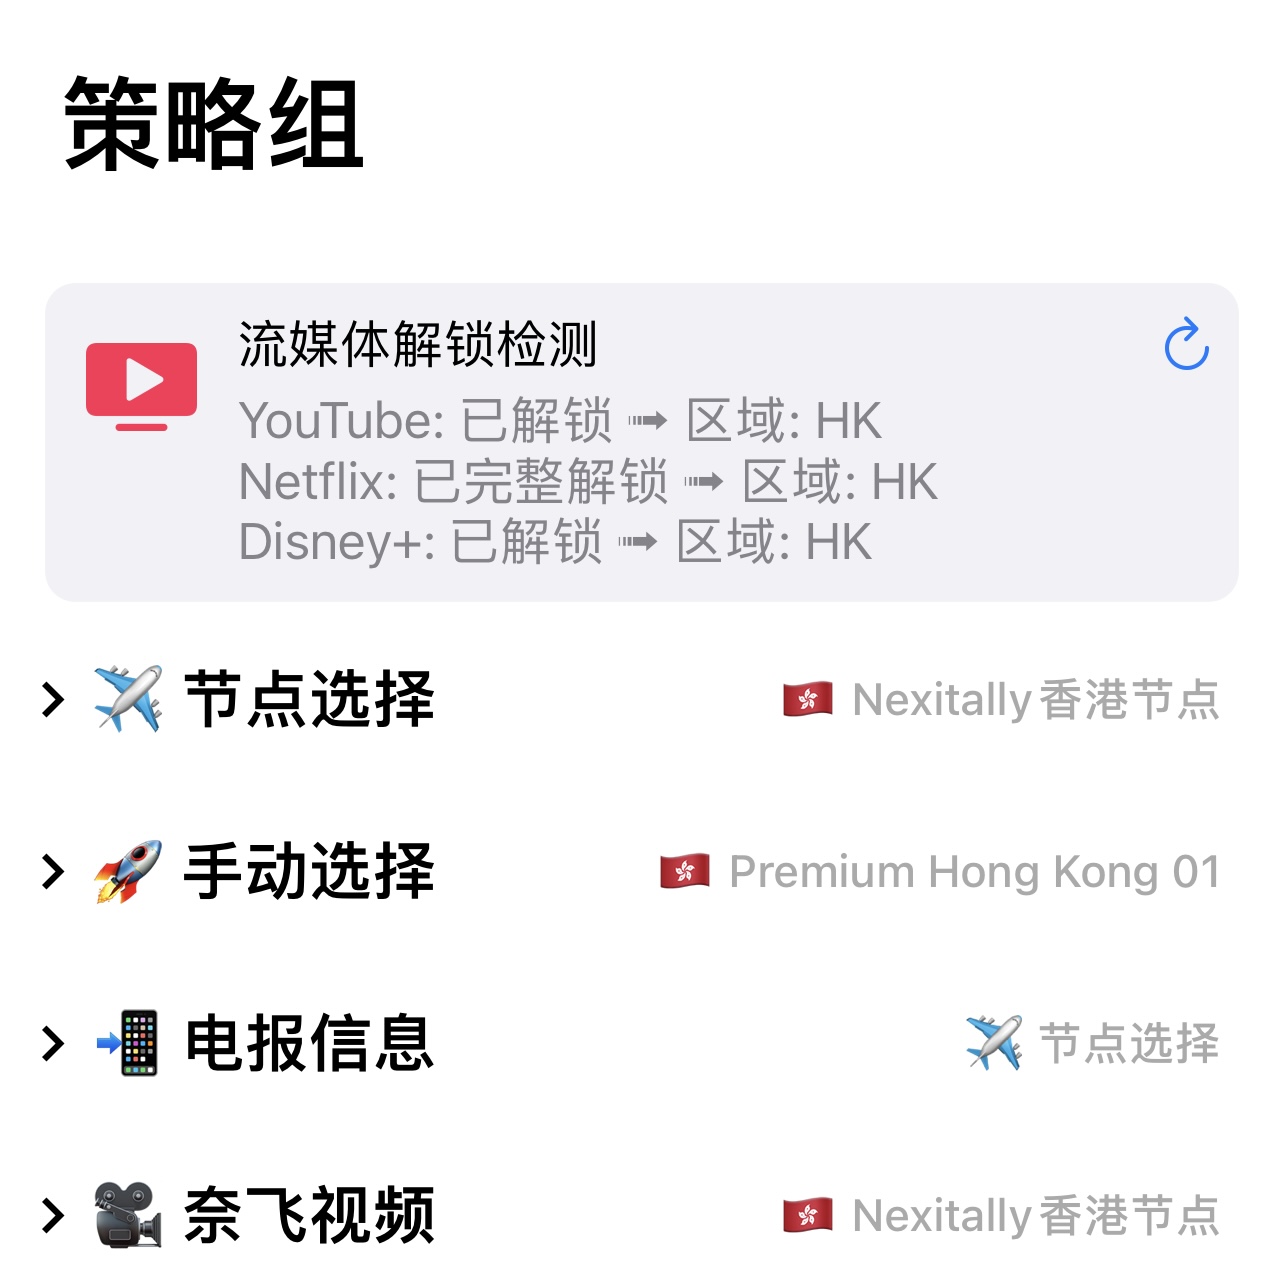 策略组
流媒体解锁检测
YouTube: 已解锁 ➟ 区域: HK
Netflix: 已完整解锁 ➟ 区域: HK
Disney+: 已解锁 ➟ 区域: HK
✈️ 节点选择 🇭🇰 Nexitally香港节点
🚀 手动选择 🇭🇰 Premium Hong Kong 01
📲 电报信息 ✈️ 节点选择
🎥 奈飞视频 🇭🇰 Nexitally香港节点